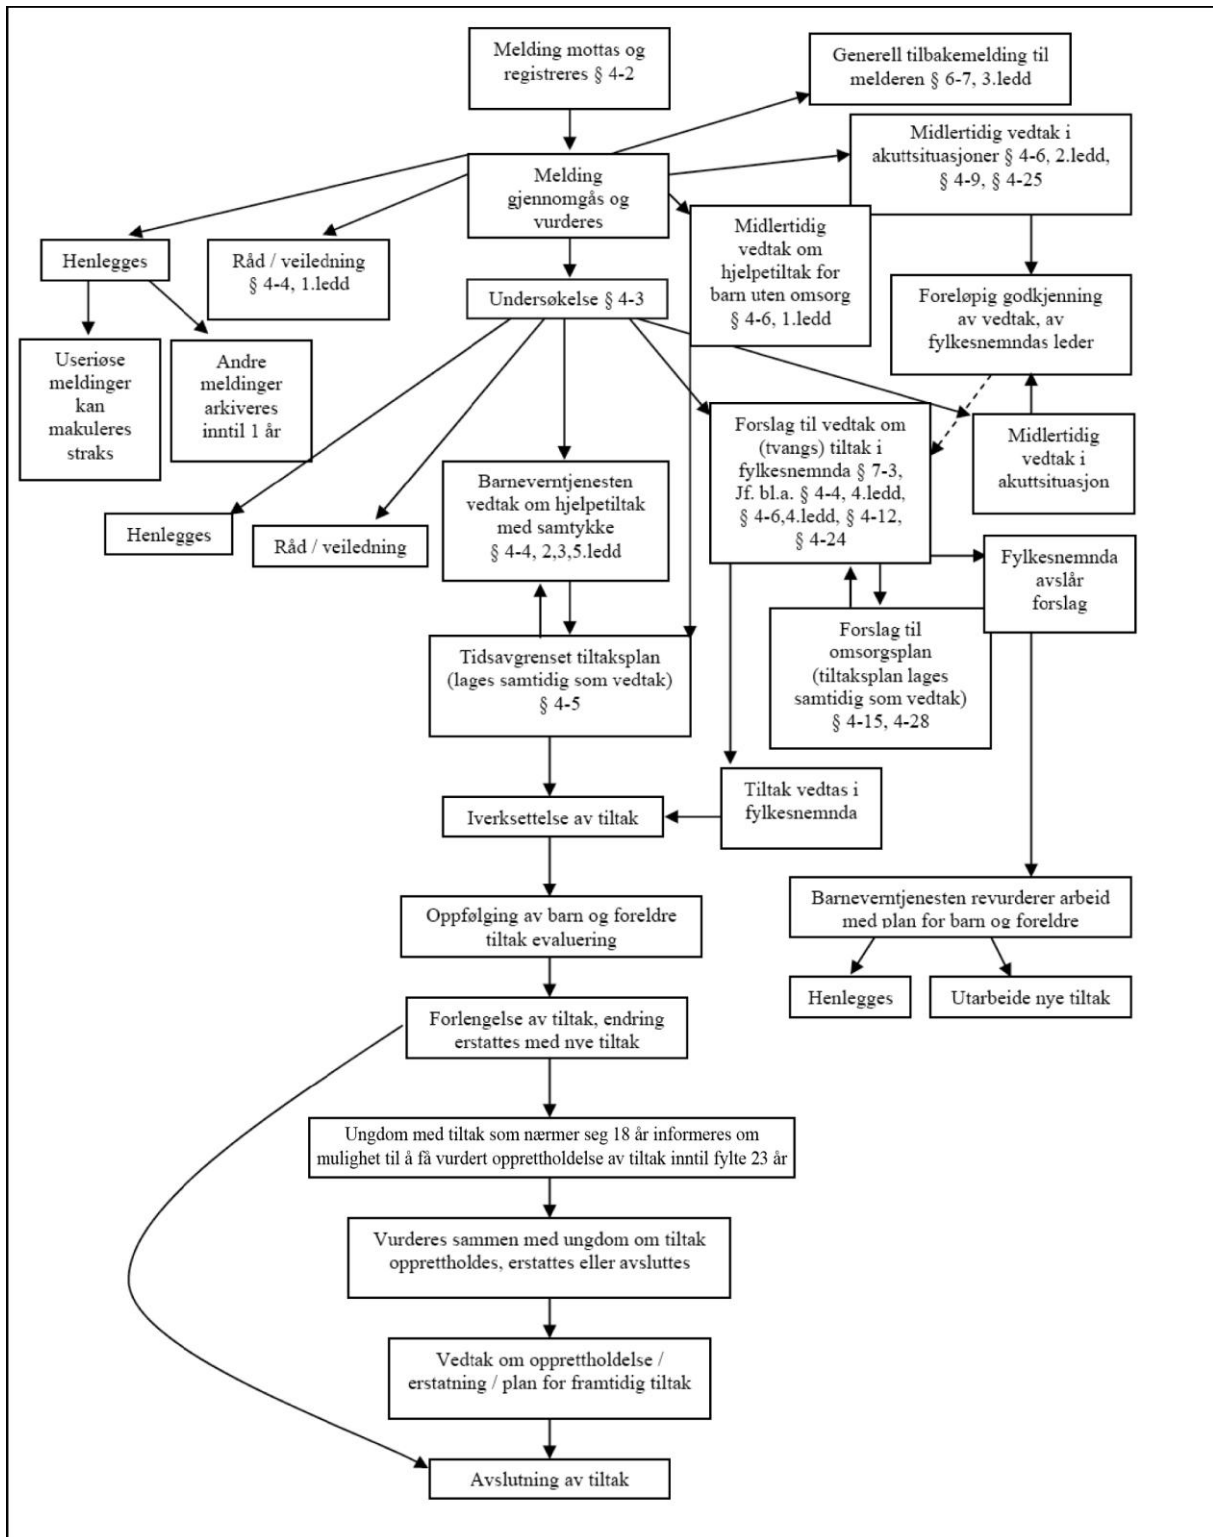 Melding mottas og
registreres § 4-2
Generell tilbakemelding til
melderen § 6-7, 3.ledd
Midlertidig vedtak i
akuttsituasjoner § 4-6, 2.ledd,
§ 4-9, § 4-25
Melding
gjennomgås og
vurderes
Midlertidig
vedtak om
hjelpetiltak for
barn uten omsorg
§ 4-6, 1.ledd
Henlegges
Råd / veiledning
§ 4-4, 1.ledd
Undersøkelse § 4-3
Foreløpig godkjenning
av vedtak, av
fylkesnemndas leder
Useriøse
meldinger
kan
makuleres
straks
Andre
meldinger
arkiveres
inntil 1 år
Forslag til vedtak om
(tvangs) tiltak i
fylkesnemnda § 7-3,
Jf. bl.a. § 4-4, 4.ledd,
§ 4-6,4.ledd, § 4-12,
§ 4-24
Midlertidig
vedtak i
akuttsituasjon
Henlegges
Råd / veiledning
Barneverntjenesten
vedtak om hjelpetiltak
med samtykke
§ 4-4, 2,3,5.ledd
Fylkesnemnda
avslår
forslag
Tidsavgrenset tiltaksplan
(lages samtidig som vedtak)
§ 4-5
Forslag til
omsorgsplan
(tiltaksplan lages
samtidig som vedtak)
§ 4-15, 4-28
Iverksettelse av tiltak
Tiltak vedtas i
fylkesnemnda
Oppfølging av barn og foreldre
tiltak evaluering
Barneverntjenesten revurderer arbeid
med plan for barn og foreldre
Henlegges
Utarbeide nye tiltak
Forlengelse av tiltak, endring
erstattes med nye tiltak
Ungdom med tiltak som nærmer seg 18 år informeres om
mulighet til å få vurdert opprettholdelse av tiltak inntil fylte 23 år
Vurderes sammen med ungdom om tiltak
opprettholdes, erstattes eller avsluttes
Vedtak om opprettholdelse /
erstatning / plan for framtidig tiltak
Avslutning av tiltak